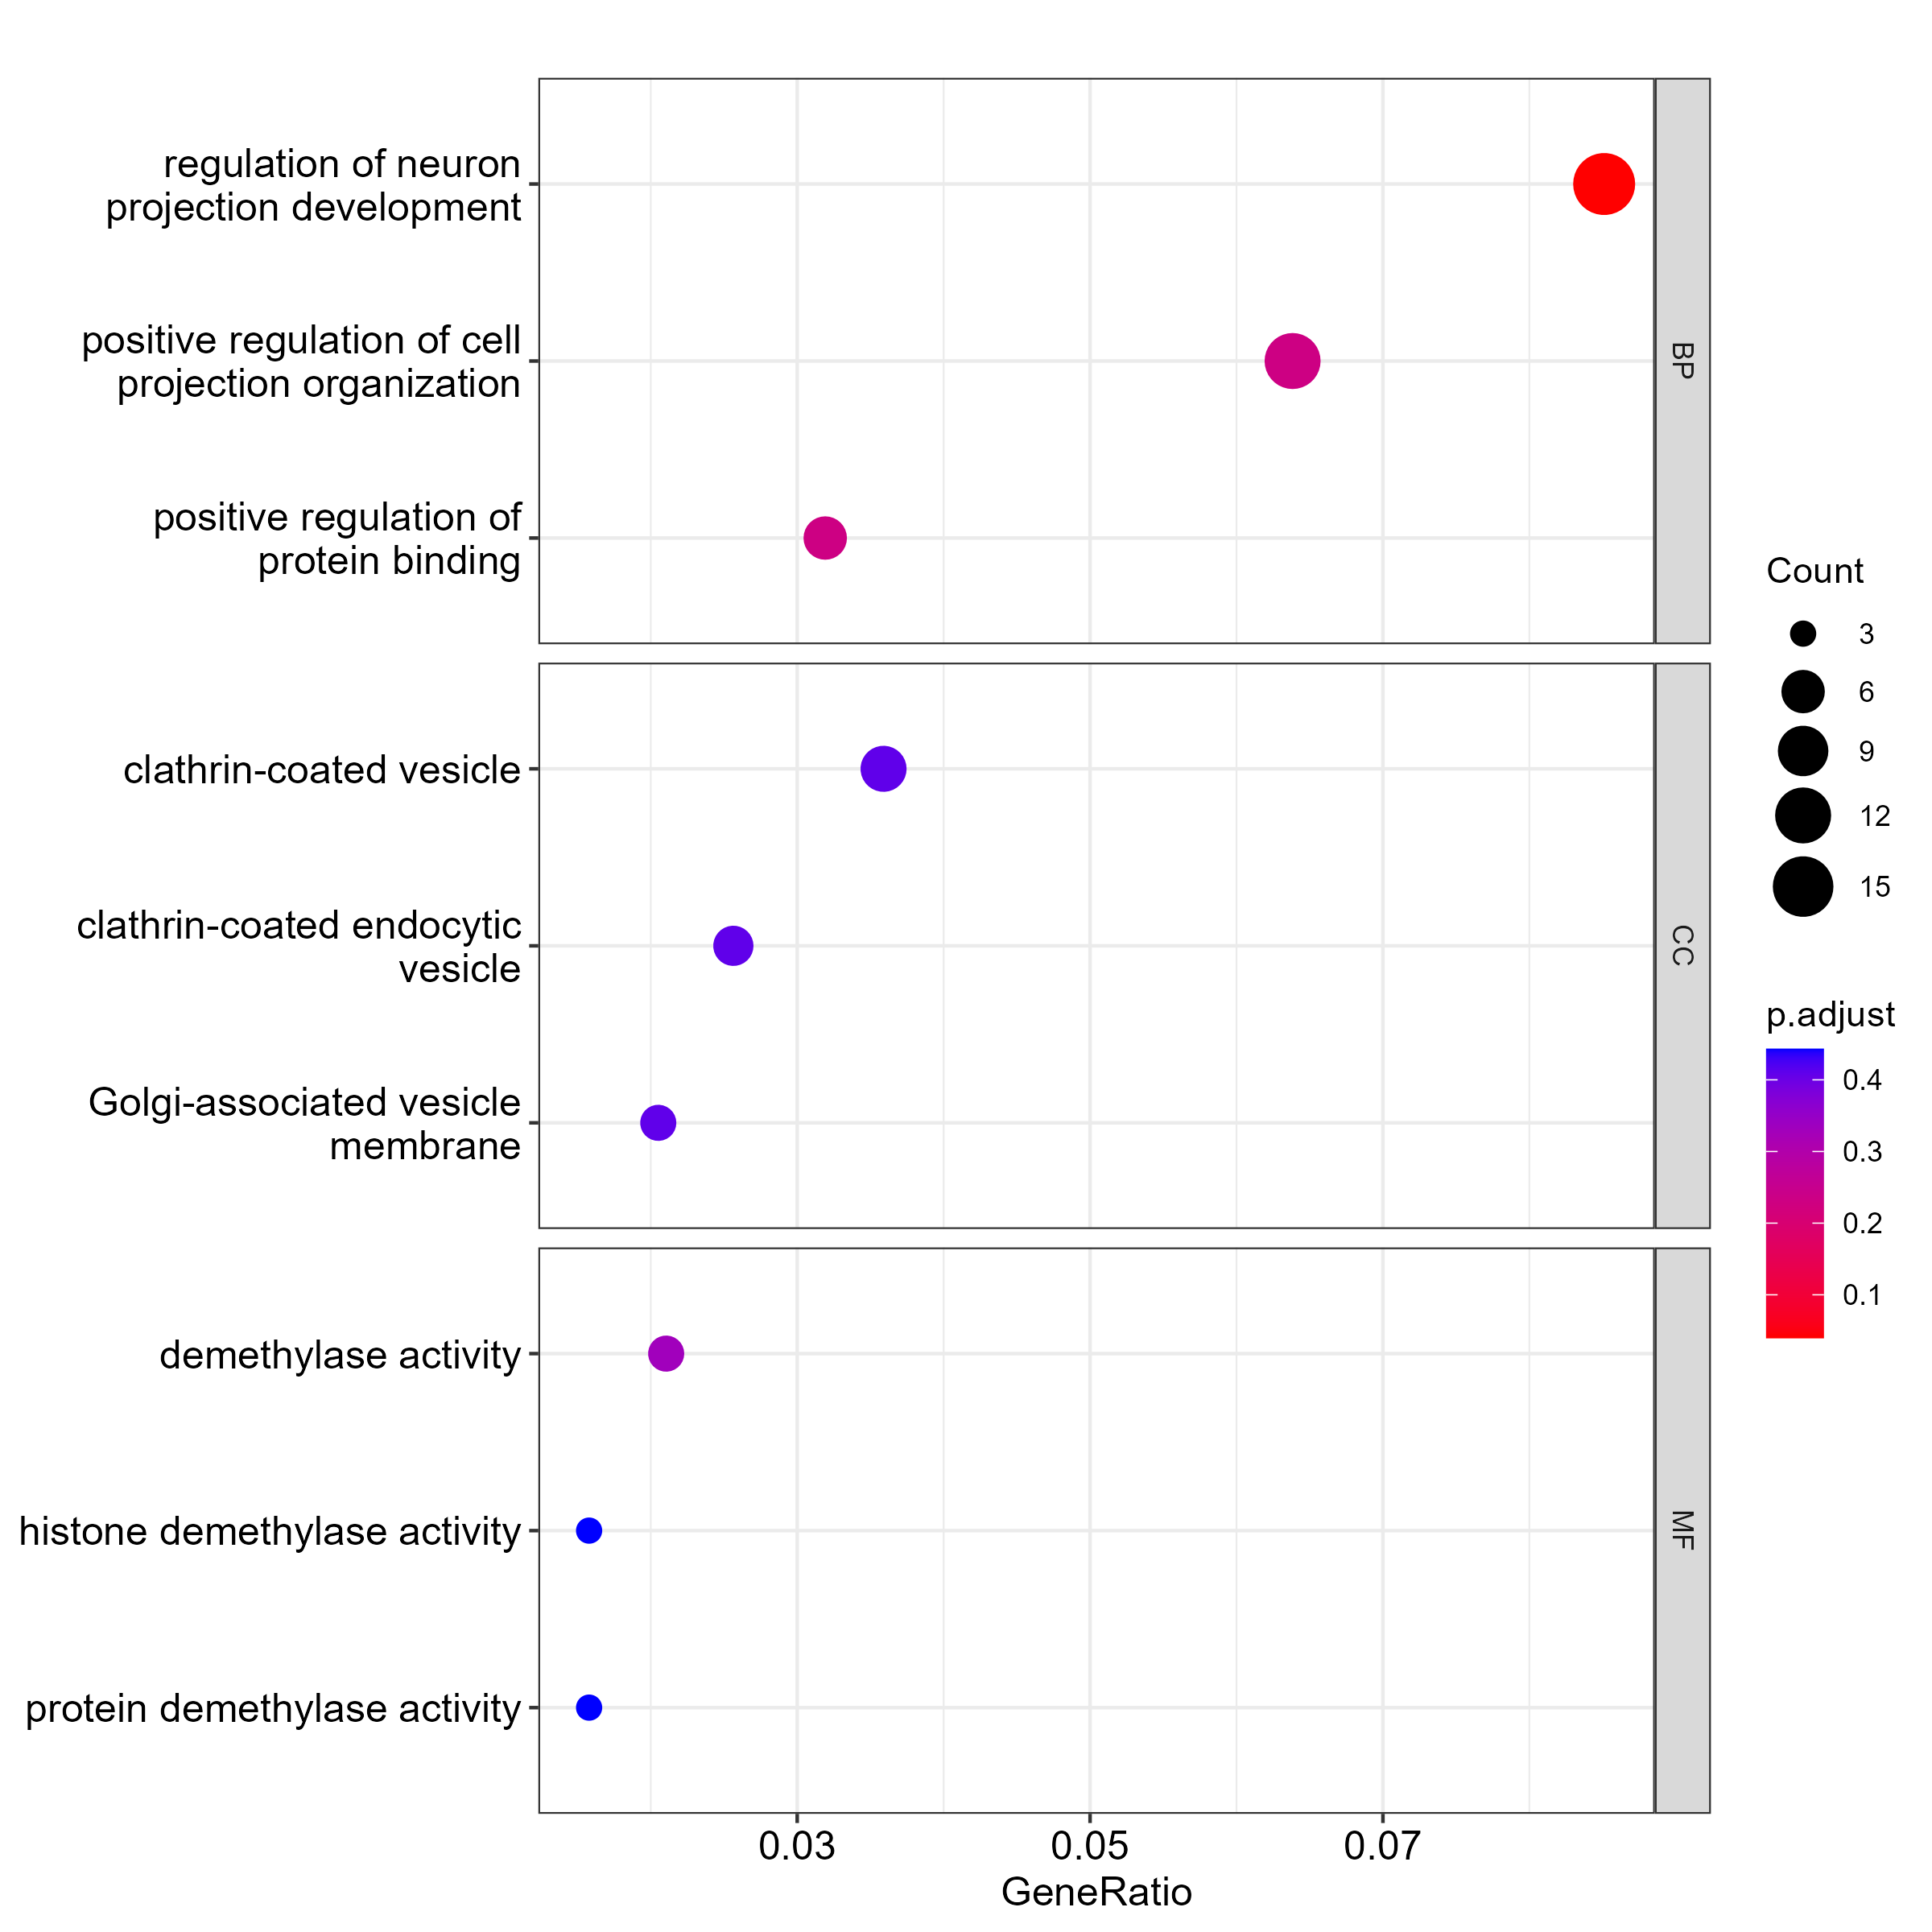 regulation of neuron
projection development
positive regulation of cell
projection organization
positive regulation of
protein binding
BP
clathrin-coated vesicle
clathrin-coated endocytic
vesicle
Golgi-associated vesicle
membrane
CC
demethylase activity
histone demethylase activity
protein demethylase activity
MF
0.03
0.05
0.07
GeneRatio
Count
3
6
9
12
15
p.adjust
0.4
0.3
0.2
0.1